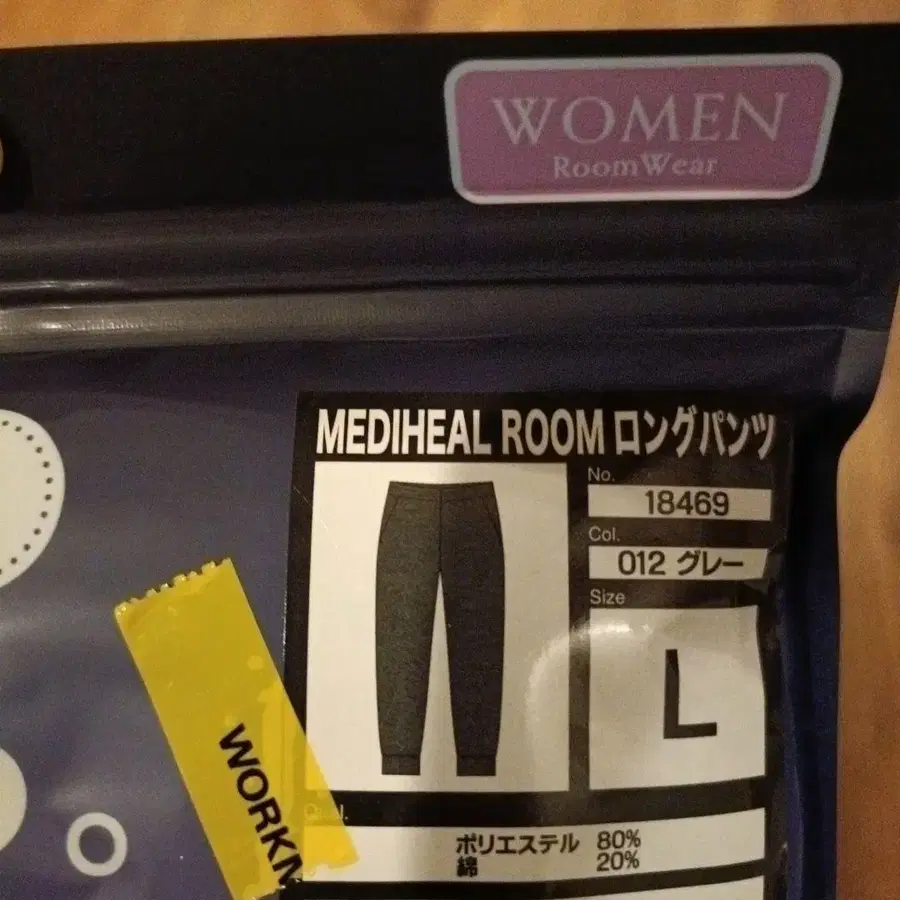 WOMEN
RoomWear
MEDIHEAL ROOM ロングパンツ
No.
18469
Col.
012 グレー
Size
L
WORKM
ポリエステル 80%
綿 20%